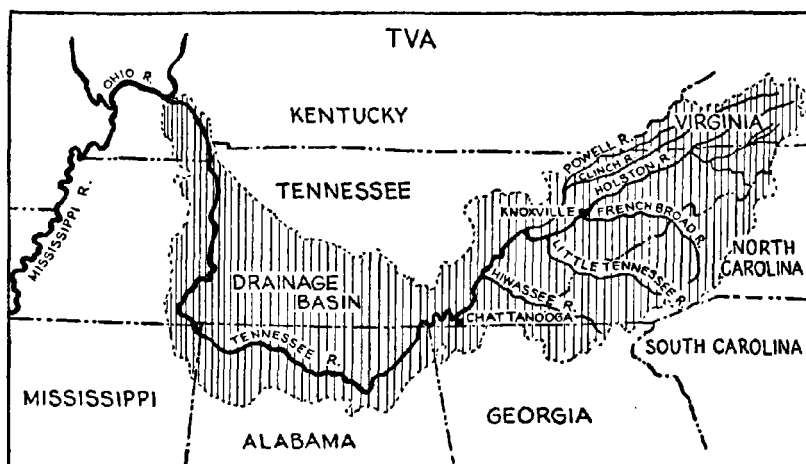 TVA
OHIO R.
KENTUCKY
VIRGINIA
POWELL R.
CLINCH R.
HOLSTON R.
MISSISSIPPI R.
TENNESSEE
KNOXVILLE
FRENCH BROAD R.
LITTLE TENNESSEE R.
NORTH
CAROLINA
DRAINAGE
BASIN
HIWASSEE R.
CHATTANOOGA
TENNESSEE R.
SOUTH CAROLINA
MISSISSIPPI
ALABAMA
GEORGIA